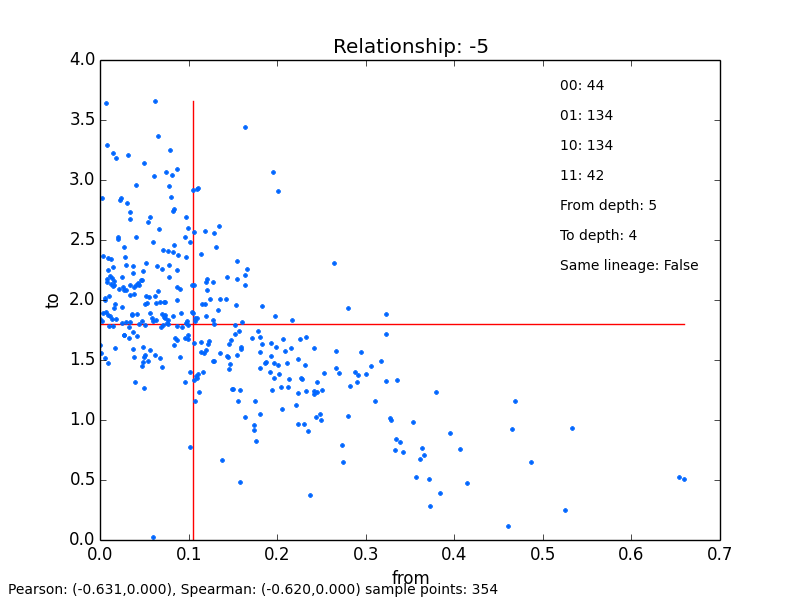 Relationship: -5
4.0
3.5
3.0
2.5
2.0
1.5
1.0
0.5
0.0
to
00: 44
01: 134
10: 134
11: 42
From depth: 5
To depth: 4
Same lineage: False
0.0 0.1 0.2 0.3 0.4 0.5 0.6 0.7
from
Pearson: (-0.631,0.000), Spearman: (-0.620,0.000) sample points: 354